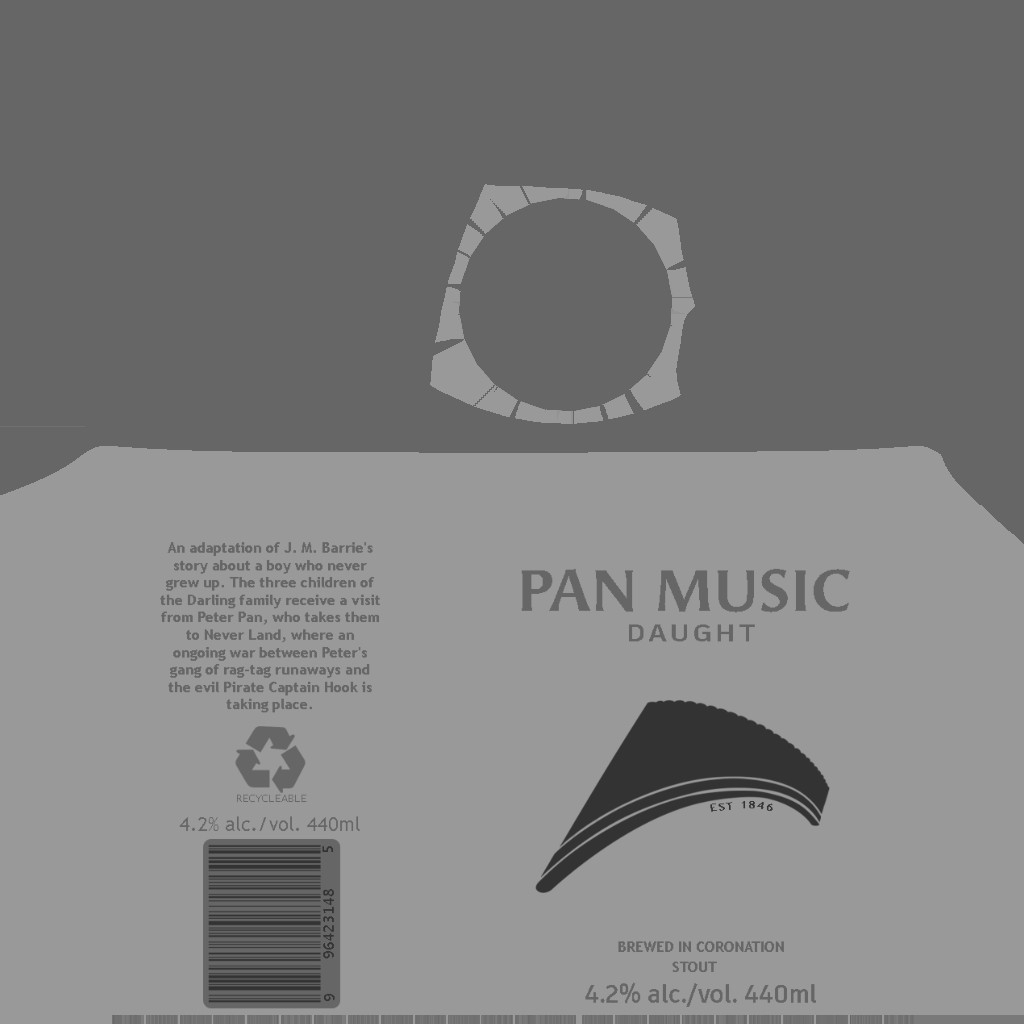 An adaptation of J. M. Barrie's
story about a boy who never
grew up. The three children of
the Darling family receive a visit
from Peter Pan, who takes them
to Never Land, where an
ongoing war between Peter's
gang of rag-tag runaways and
the evil Pirate Captain Hook is
taking place.
RECYCLEABLE
4.2% alc./vol. 440ml
9 96423148 5
PAN MUSIC
DAUGHT
EST 1846
BREWED IN CORONATION
STOUT
4.2% alc./vol. 440ml